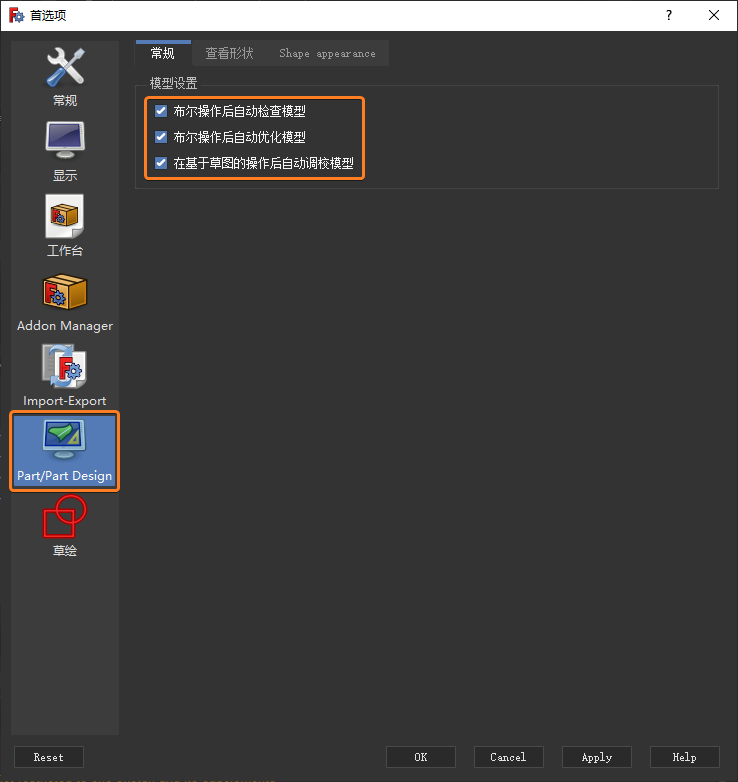 首选项
?
常规
显示
工作台
Addon Manager
Import-Export
Part/Part Design
草绘
常规
查看形状
Shape appearance
模型设置
布尔操作后自动检查模型
布尔操作后自动优化模型
在基于草图的操作后自动调校模型
Reset
OK
Cancel
Apply
Help